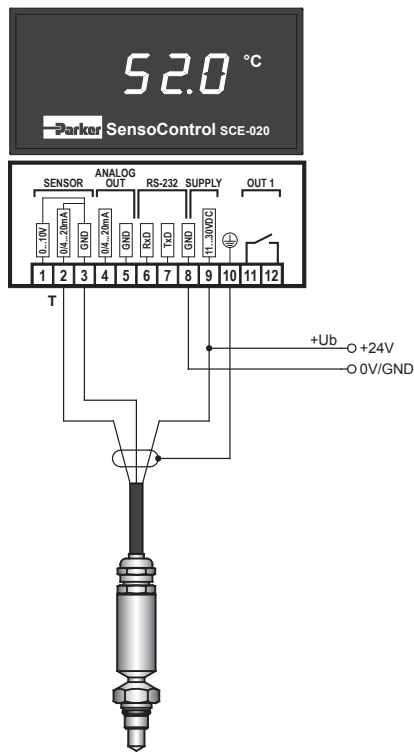 52.0 °C
Parker SensoControl SCE-020
SENSOR ANALOG OUT RS-232 SUPPLY OUT 1
0...10V 0/4...20mA GND 0/4...20mA GND RxD TxD GND 11...30VDC
1 2 3 4 5 6 7 8 9 10 11 12
T
+Ub +24V
0V/GND